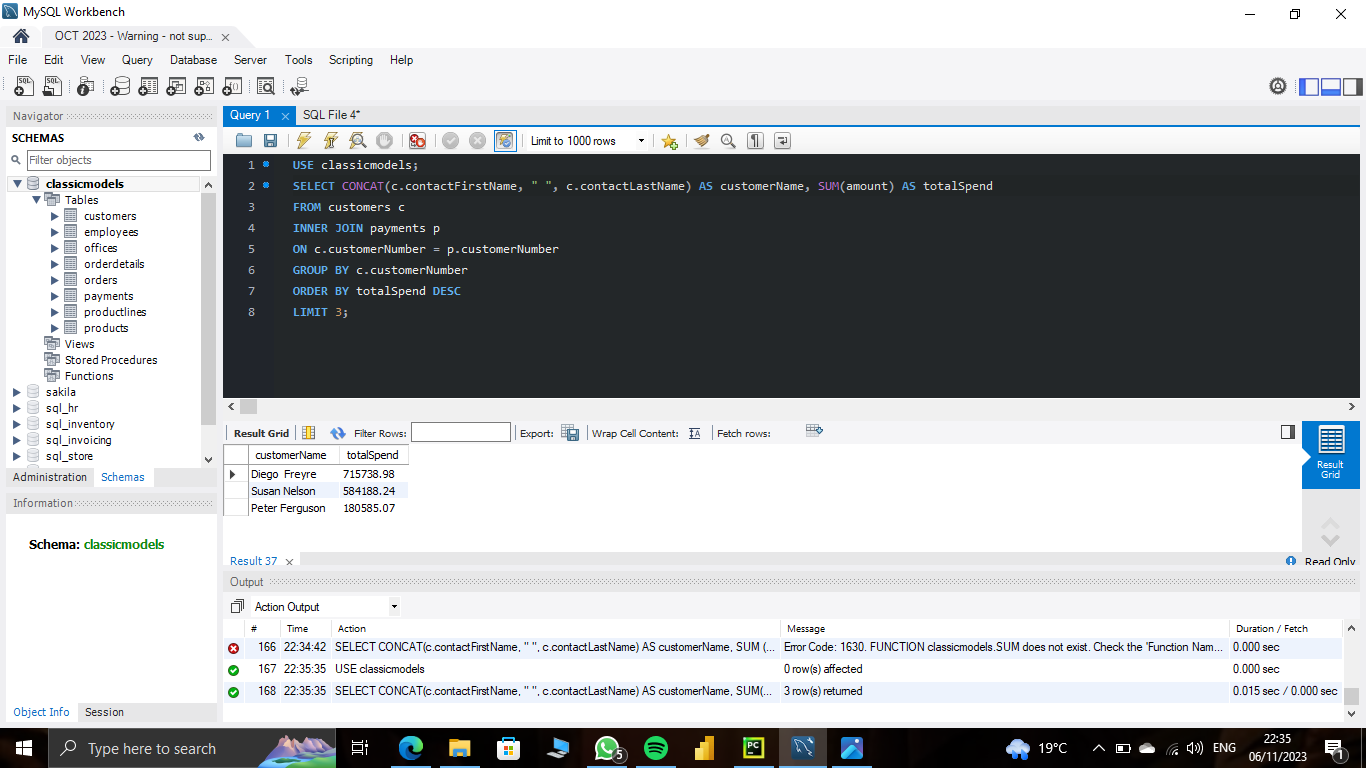 MySQL Workbench
OCT 2023 - Warning - not sup...
File Edit View Query Database Server Tools Scripting Help
Navigator
SCHEMAS
Filter objects
classicmodels
Tables
customers
employees
offices
orderdetails
orders
payments
productlines
products
Views
Stored Procedures
Functions
sakila
sql_hr
sql_inventory
sql_invoicing
sql_store
Administration Schemas
Information
Schema: classicmodels
Object Info Session
Query 1 SQL File 4*
Limit to 1000 rows
1 USE classicmodels;
2 SELECT CONCAT(c.contactFirstName, " ", c.contactLastName) AS customerName, SUM(amount) AS totalSpend
3 FROM customers c
4 INNER JOIN payments p
5 ON c.customerNumber = p.customerNumber
6 GROUP BY c.customerNumber
7 ORDER BY totalSpend DESC
8 LIMIT 3;
Result Grid Filter Rows: Export: Wrap Cell Content: Fetch rows:
customerName totalSpend
Diego  Freyre 715738.98
Susan Nelson 584188.24
Peter Ferguson 180585.07
Result Grid
Result 37
Read Only
Output
Action Output
# Time Action Message Duration / Fetch
166 22:34:42 SELECT CONCAT(c.contactFirstName, " ", c.contactLastName) AS customerName, SUM (... Error Code: 1630. FUNCTION classicmodels.SUM does not exist. Check the 'Function Nam... 0.000 sec
167 22:35:35 USE classicmodels 0 row(s) affected 0.000 sec
168 22:35:35 SELECT CONCAT(c.contactFirstName, " ", c.contactLastName) AS customerName, SUM(... 3 row(s) returned 0.015 sec / 0.000 sec
Type here to search
5
PC
19°C
ENG
22:35
06/11/2023
1